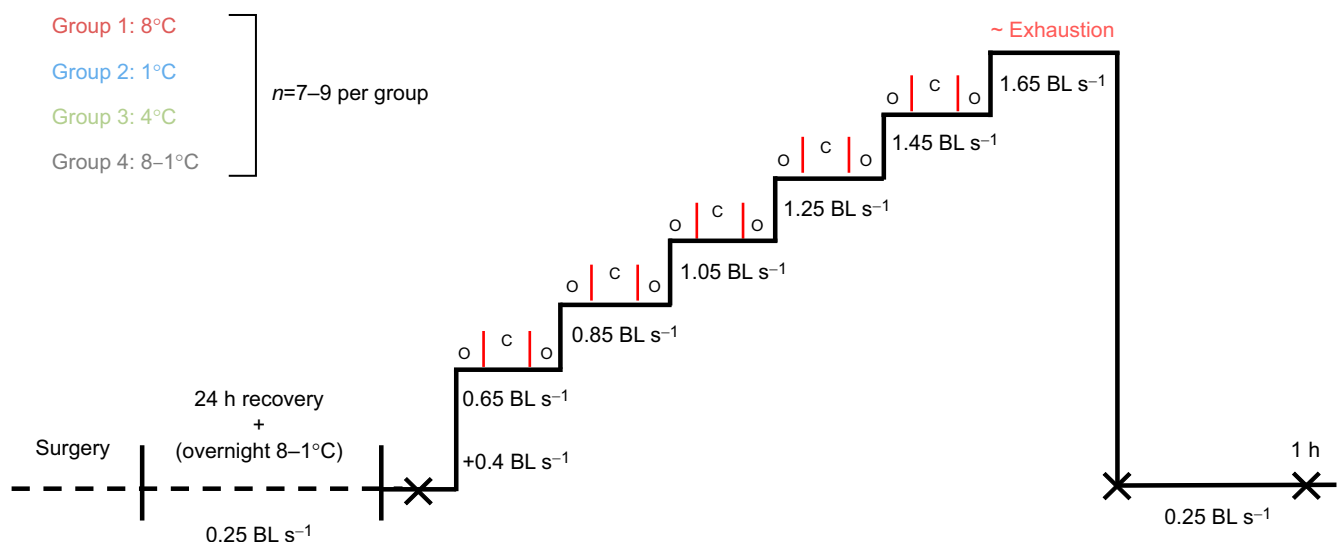 Group 1: 8°C
Group 2: 1°C
Group 3: 4°C
Group 4: 8–1°C
n=7–9 per group
~ Exhaustion
1.65 BL s⁻¹
O C O
1.45 BL s⁻¹
O C O
1.25 BL s⁻¹
O C O
1.05 BL s⁻¹
O C O
0.85 BL s⁻¹
O C O
0.65 BL s⁻¹
+0.4 BL s⁻¹
Surgery
24 h recovery
+
(overnight 8–1°C)
0.25 BL s⁻¹
1 h
0.25 BL s⁻¹